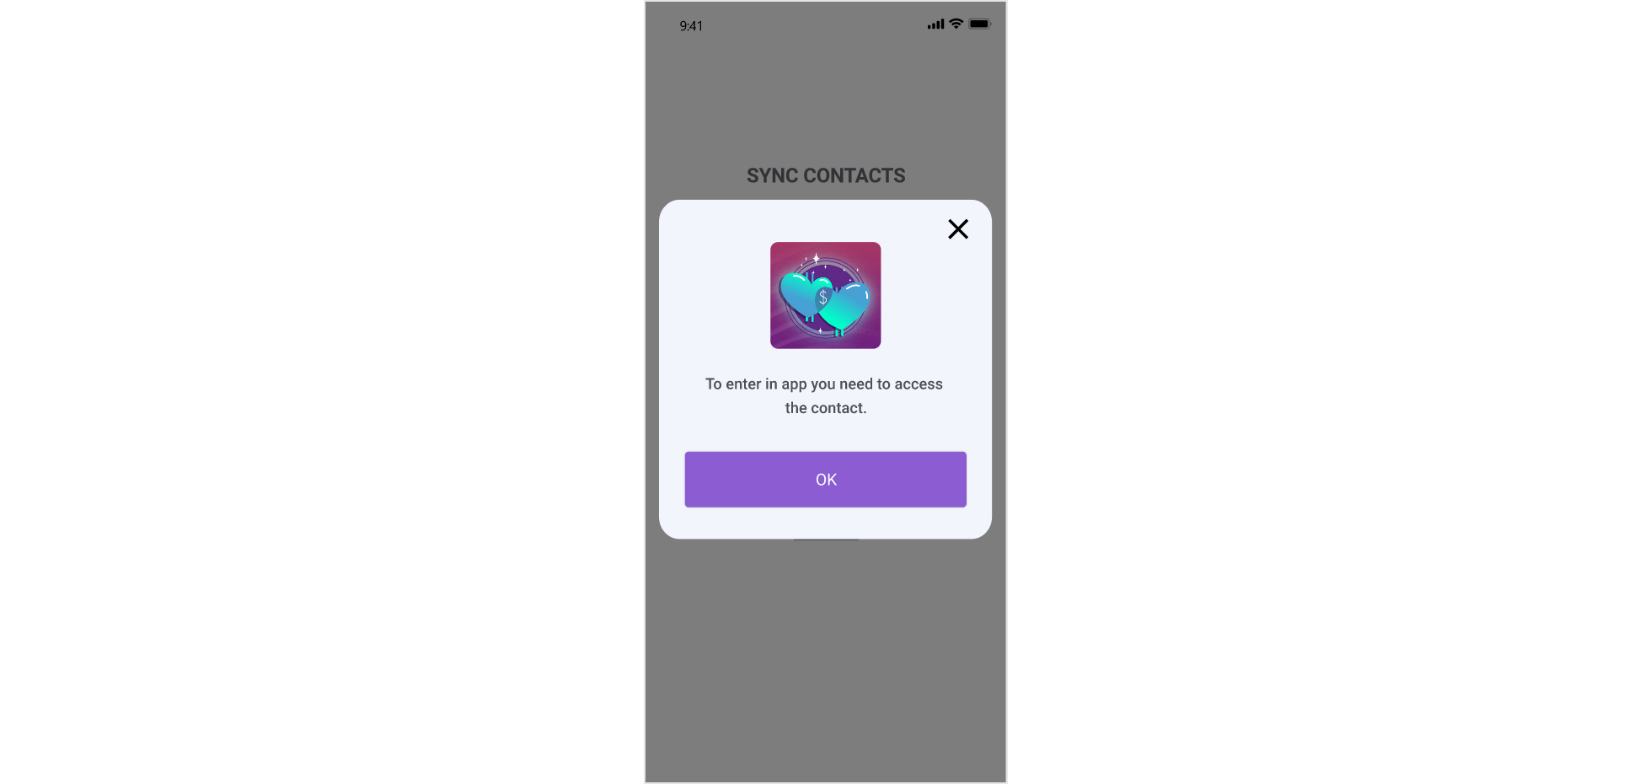 9:41
SYNC CONTACTS
$
To enter in app you need to access
the contact.
OK